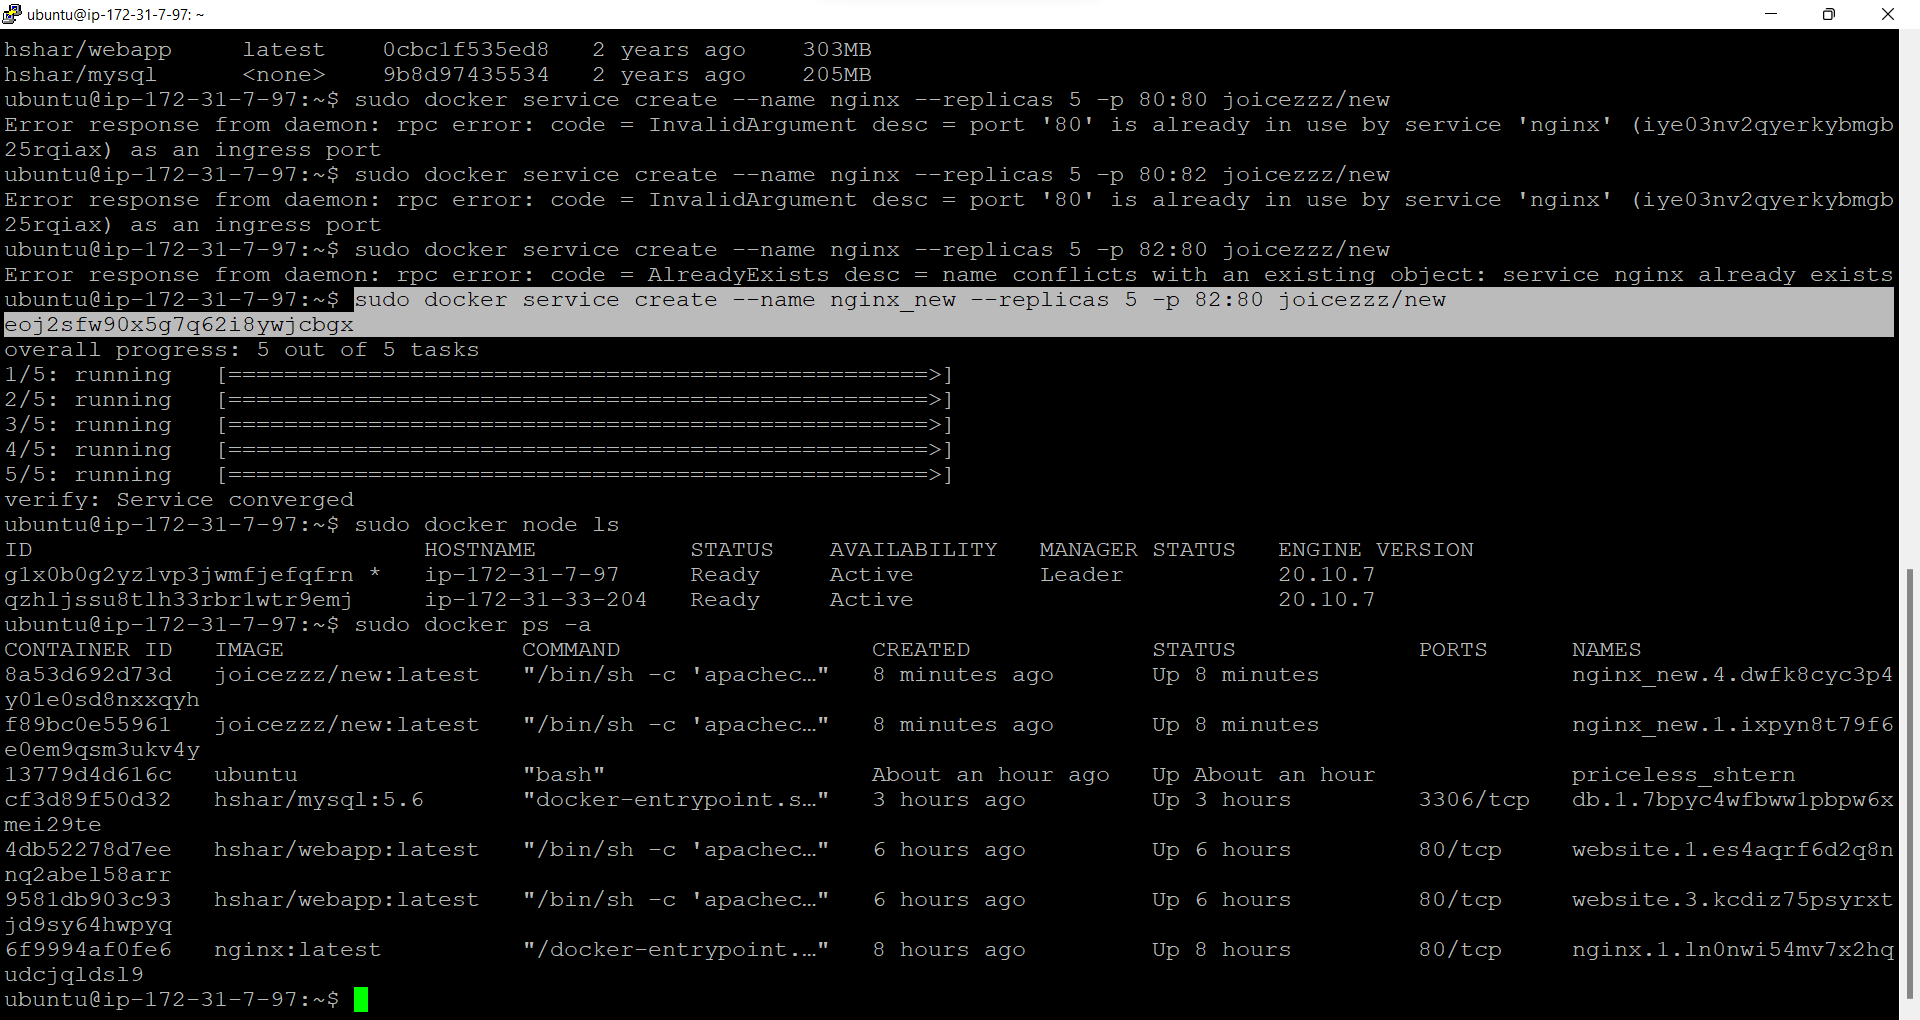 ubuntu@ip-172-31-7-97: ~
hshar/webapp latest 0cbc1f535ed8 2 years ago 303MB
hshar/mysql <none> 9b8d97435534 2 years ago 205MB
ubuntu@ip-172-31-7-97:~$ sudo docker service create --name nginx --replicas 5 -p 80:80 joicezzz/new
Error response from daemon: rpc error: code = InvalidArgument desc = port '80' is already in use by service 'nginx' (iye03nv2qyerkybmgb
25rqiax) as an ingress port
ubuntu@ip-172-31-7-97:~$ sudo docker service create --name nginx --replicas 5 -p 80:82 joicezzz/new
Error response from daemon: rpc error: code = InvalidArgument desc = port '80' is already in use by service 'nginx' (iye03nv2qyerkybmgb
25rqiax) as an ingress port
ubuntu@ip-172-31-7-97:~$ sudo docker service create --name nginx --replicas 5 -p 82:80 joicezzz/new
Error response from daemon: rpc error: code = AlreadyExists desc = name conflicts with an existing object: service nginx already exists
ubuntu@ip-172-31-7-97:~$ sudo docker service create --name nginx_new --replicas 5 -p 82:80 joicezzz/new
eoj2sfw90x5g7q62i8ywjcbgx
overall progress: 5 out of 5 tasks
1/5: running [==================================================>]
2/5: running [==================================================>]
3/5: running [==================================================>]
4/5: running [==================================================>]
5/5: running [==================================================>]
verify: Service converged
ubuntu@ip-172-31-7-97:~$ sudo docker node ls
ID HOSTNAME STATUS AVAILABILITY MANAGER STATUS ENGINE VERSION
glx0b0g2yzlvp3jwmfjefqfrn * ip-172-31-7-97 Ready Active Leader 20.10.7
qzhljssu8tlh33rbrlwtr9emj ip-172-31-33-204 Ready Active 20.10.7
ubuntu@ip-172-31-7-97:~$ sudo docker ps -a
CONTAINER ID IMAGE COMMAND CREATED STATUS PORTS NAMES
8a53d692d73d joicezzz/new:latest "/bin/sh -c 'apachec…" 8 minutes ago Up 8 minutes nginx_new.4.dwfk8cyc3p4
y01e0sd8nxxqyh
f89bc0e55961 joicezzz/new:latest "/bin/sh -c 'apachec…" 8 minutes ago Up 8 minutes nginx_new.1.ixpyn8t79f6
e0em9qsm3ukv4y
13779d4d616c ubuntu "bash" About an hour ago Up About an hour priceless_shtern
cf3d89f50d32 hshar/mysql:5.6 "docker-entrypoint.s…" 3 hours ago Up 3 hours 3306/tcp db.1.7bpyc4wfbwwlpbpw6x
mei29te
4db52278d7ee hshar/webapp:latest "/bin/sh -c 'apachec…" 6 hours ago Up 6 hours 80/tcp website.1.es4aqrf6d2q8n
nq2abel58arr
9581db903c93 hshar/webapp:latest "/bin/sh -c 'apachec…" 6 hours ago Up 6 hours 80/tcp website.3.kcdiz75psyrxt
jd9sy64hwpyq
6f9994af0fe6 nginx:latest "/docker-entrypoint.…" 8 hours ago Up 8 hours 80/tcp nginx.1.ln0nwi54mv7x2hq
udcjqldsl9
ubuntu@ip-172-31-7-97:~$